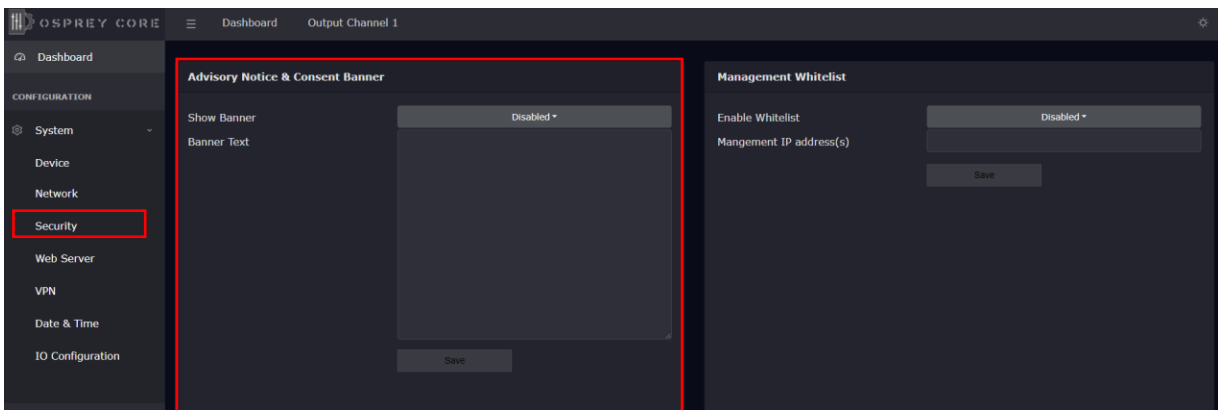 OSPREY CORE
Dashboard
Output Channel 1
Dashboard
CONFIGURATION
System
Device
Network
Security
Web Server
VPN
Date & Time
IO Configuration
Advisory Notice & Consent Banner
Show Banner
Disabled
Banner Text
Save
Management Whitelist
Enable Whitelist
Disabled
Mangement IP address(s)
Save